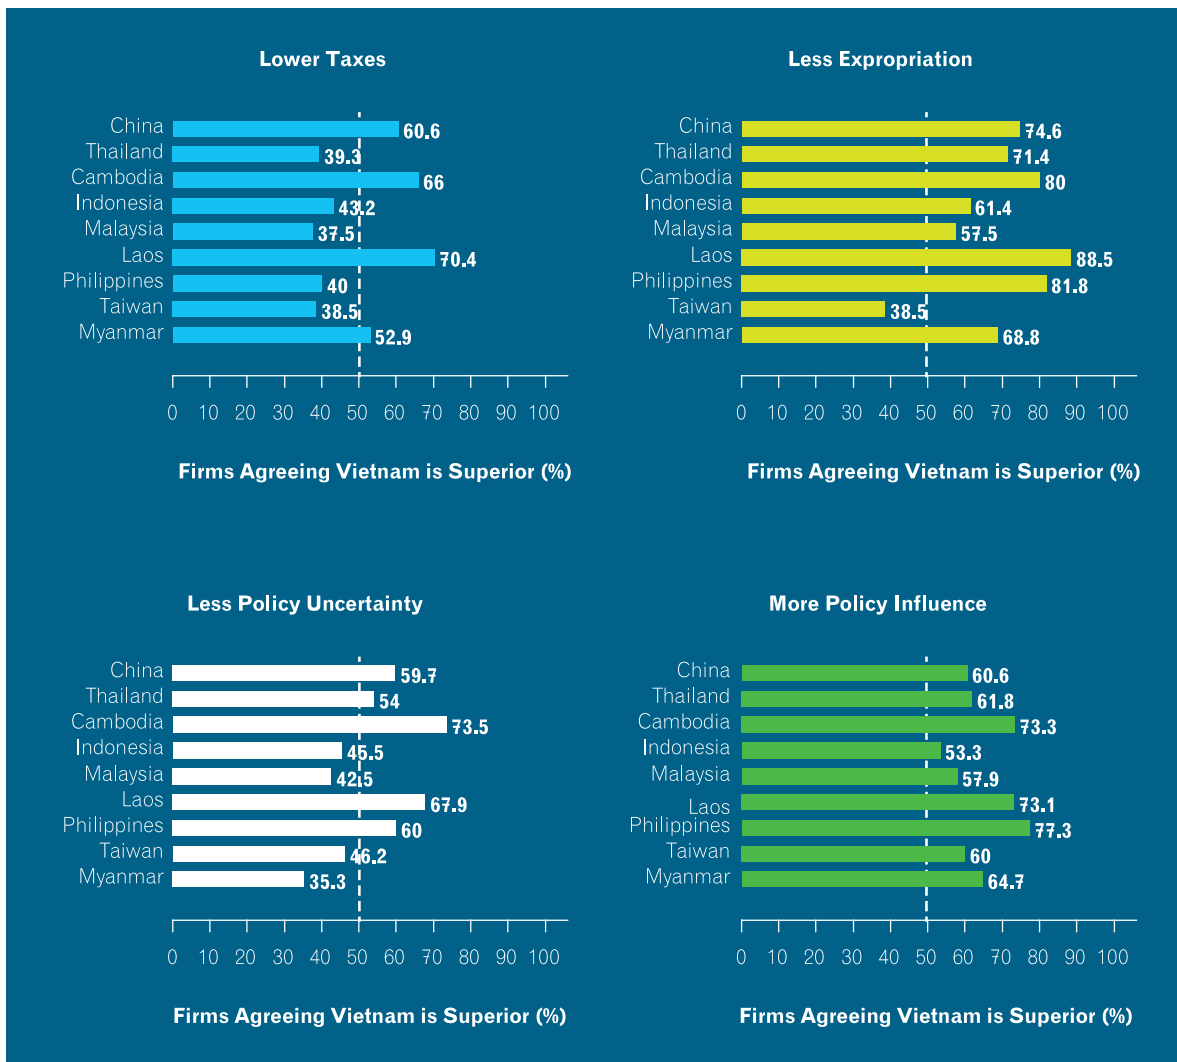 Lower Taxes
China 60.6
Thailand 39.3
Cambodia 66
Indonesia 43.2
Malaysia 37.5
Laos 70.4
Philippines 40
Taiwan 38.5
Myanmar 52.9
0 10 20 30 40 50 60 70 80 90 100
Firms Agreeing Vietnam is Superior (%)
Less Expropriation
China 74.6
Thailand 71.4
Cambodia 80
Indonesia 61.4
Malaysia 57.5
Laos 88.5
Philippines 81.8
Taiwan 38.5
Myanmar 68.8
0 10 20 30 40 50 60 70 80 90 100
Firms Agreeing Vietnam is Superior (%)
Less Policy Uncertainty
China 59.7
Thailand 54
Cambodia 73.5
Indonesia 45.5
Malaysia 42.5
Laos 67.9
Philippines 60
Taiwan 46.2
Myanmar 35.3
0 10 20 30 40 50 60 70 80 90 100
Firms Agreeing Vietnam is Superior (%)
More Policy Influence
China 60.6
Thailand 61.8
Cambodia 73.3
Indonesia 53.3
Malaysia 57.9
Laos 73.1
Philippines 77.3
Taiwan 60
Myanmar 64.7
0 10 20 30 40 50 60 70 80 90 100
Firms Agreeing Vietnam is Superior (%)